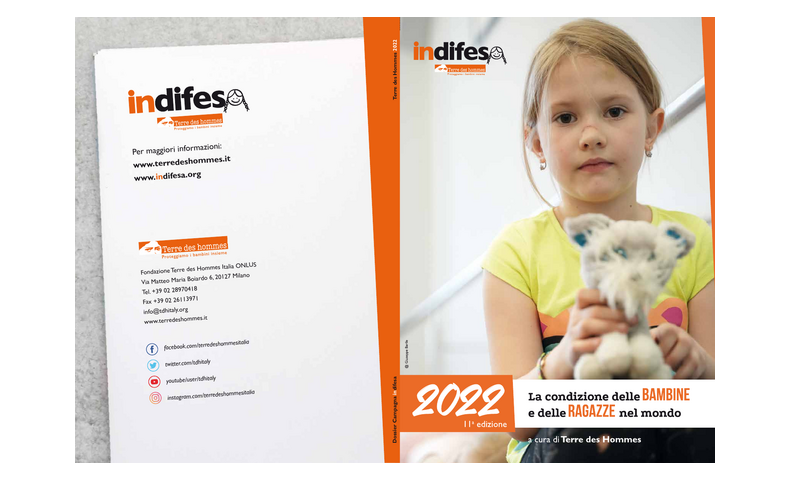 indifesa
Terre des hommes
Proteggiamo i bambini insieme
Per maggiori informazioni:
www.terredeshommes.it
www.indifesa.org
Terre des hommes
Proteggiamo i bambini insieme
Fondazione Terre des Hommes Italia ONLUS
Via Matteo Maria Boiardo 6, 20127 Milano
Tel. +39 02 28970418
Fax +39 02 26113971
info@tdhitaly.org
www.terredeshommes.it
facebook.com/terredeshommesitalia
twitter.com/tdhitaly
youtube/user/tdhitaly
instagram.com/terredeshommesitalia
Terre des Hommes 2022
Dossier Campagna indifesa
indifesa
Terre des hommes
Proteggiamo i bambini insieme
© Giuseppe Bartla
2022
11ª edizione
La condizione delle BAMBINE
e delle RAGAZZE nel mondo
a cura di Terre des Hommes